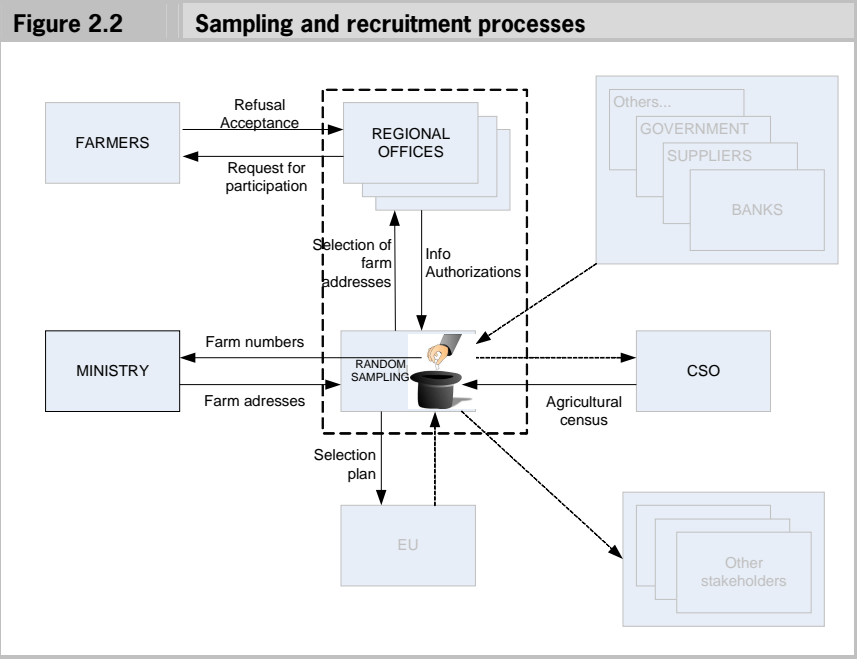 Figure 2.2 Sampling and recruitment processes
FARMERS
Refusal
Acceptance
Request for
participation
REGIONAL
OFFICES
Others...
GOVERNMENT
SUPPLIERS
BANKS
Selection of
farm
addresses
Info
Authorizations
MINISTRY
Farm numbers
Farm adresses
RANDOM
SAMPLING
CSO
Agricultural
census
Selection
plan
EU
Other
stakeholders